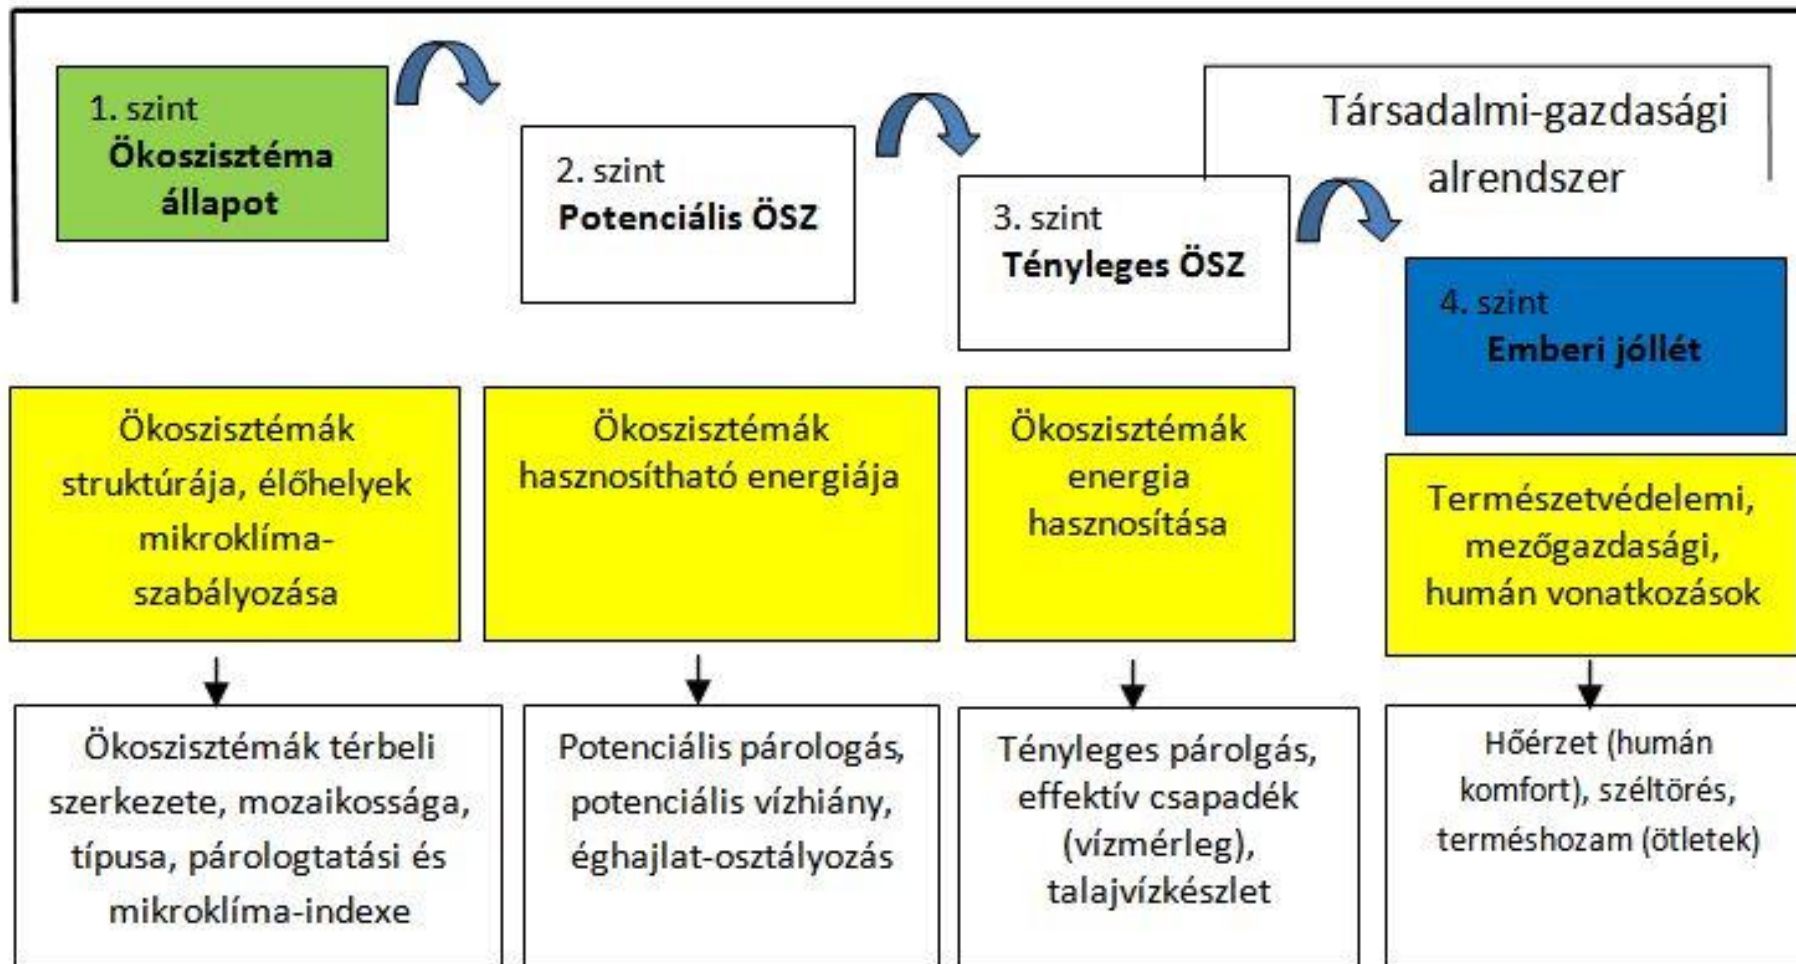 1. szint
Ökoszisztéma
állapot
2. szint
Potenciális ÖSZ
3. szint
Tényleges ÖSZ
Társadalmi-gazdasági
alrendszer
4. szint
Emberi jóllét
Ökoszisztémák
struktúrája, élőhelyek
mikroklíma-
szabályozása
Ökoszisztémák
hasznosítható energiája
Ökoszisztémák
energia
hasznosítása
Természetvédelemi,
mezőgazdasági,
humán vonatkozások
Ökoszisztémák térbeli
szerkezete, mozaikossága,
típusa, párologtatási és
mikroklíma-indexe
Potenciális párologás,
potenciális vízhiány,
éghajlat-osztályozás
Tényleges párolgás,
effektív csapadék
(vízmérleg),
talajvízkészlet
Hőérzet (humán
komfort), széltörés,
terméshozam (ötletek)